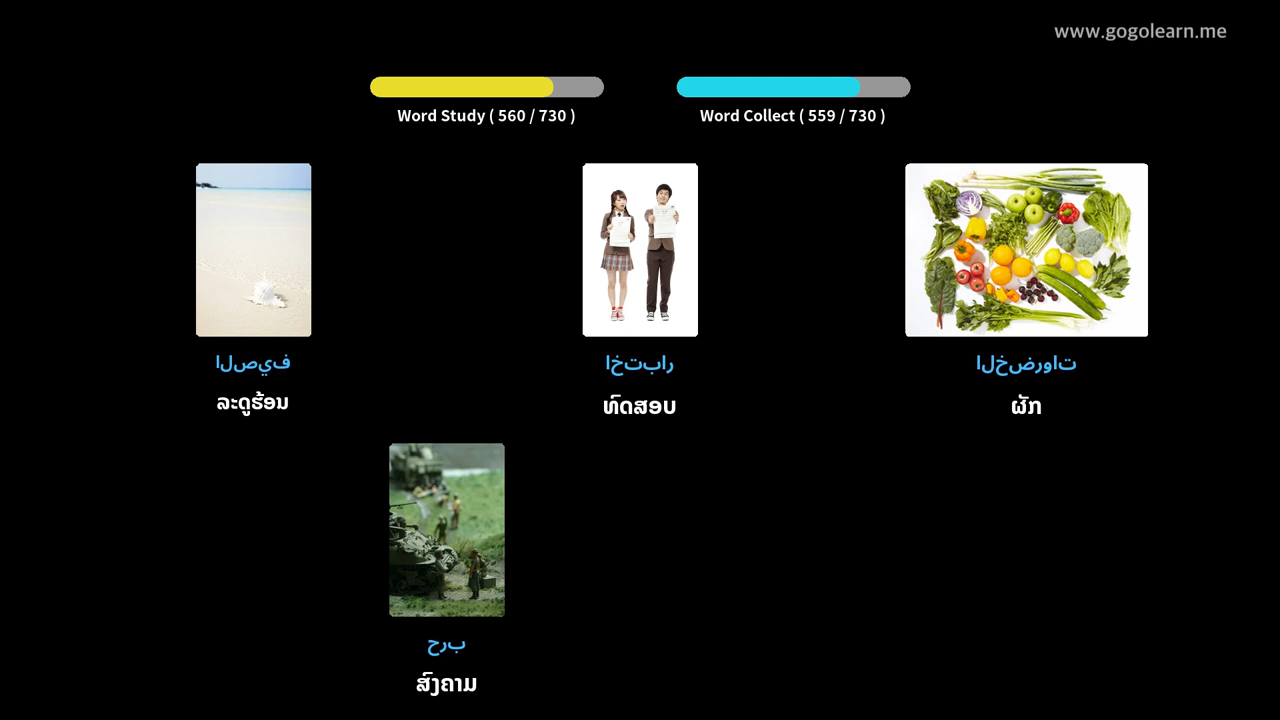 www.gogolearn.me
Word Study ( 560 / 730 )
Word Collect ( 559 / 730 )
الصيف
ລະດູຮ້ອນ
اختبار
ທົດສອບ
الخضروات
ຜັກ
حرب
ສົງຄາມ